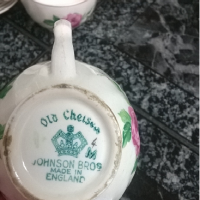 Old Chelsea
JOHNSON BROS
MADE IN
ENGLAND